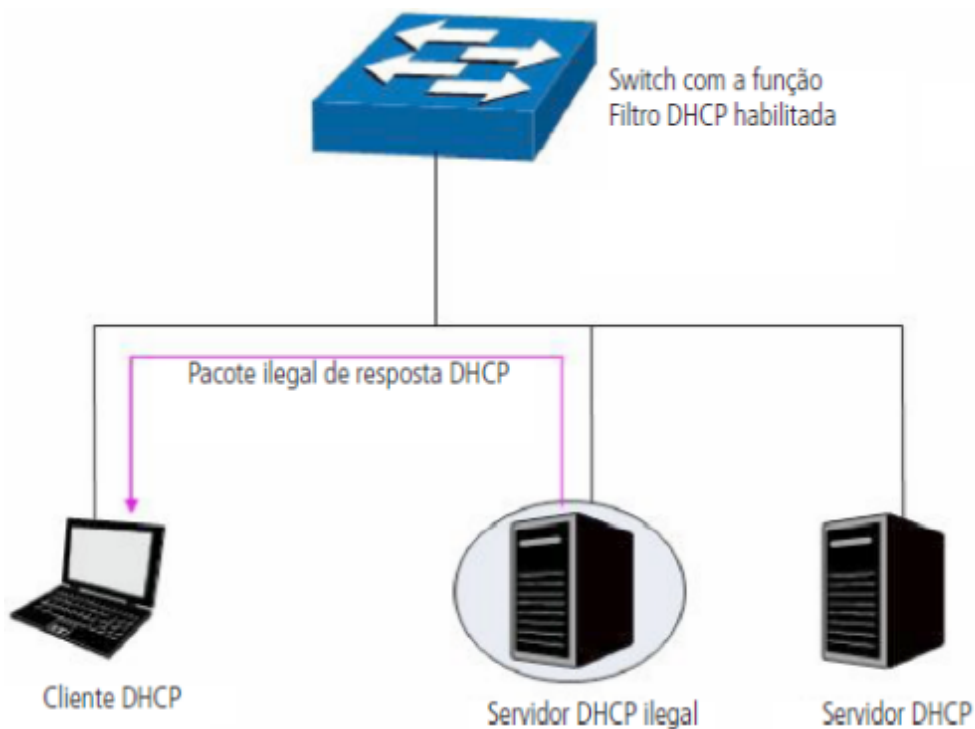 Switch com a função
Filtro DHCP habilitada
Pacote ilegal de resposta DHCP
Cliente DHCP
Servidor DHCP ilegal
Servidor DHCP